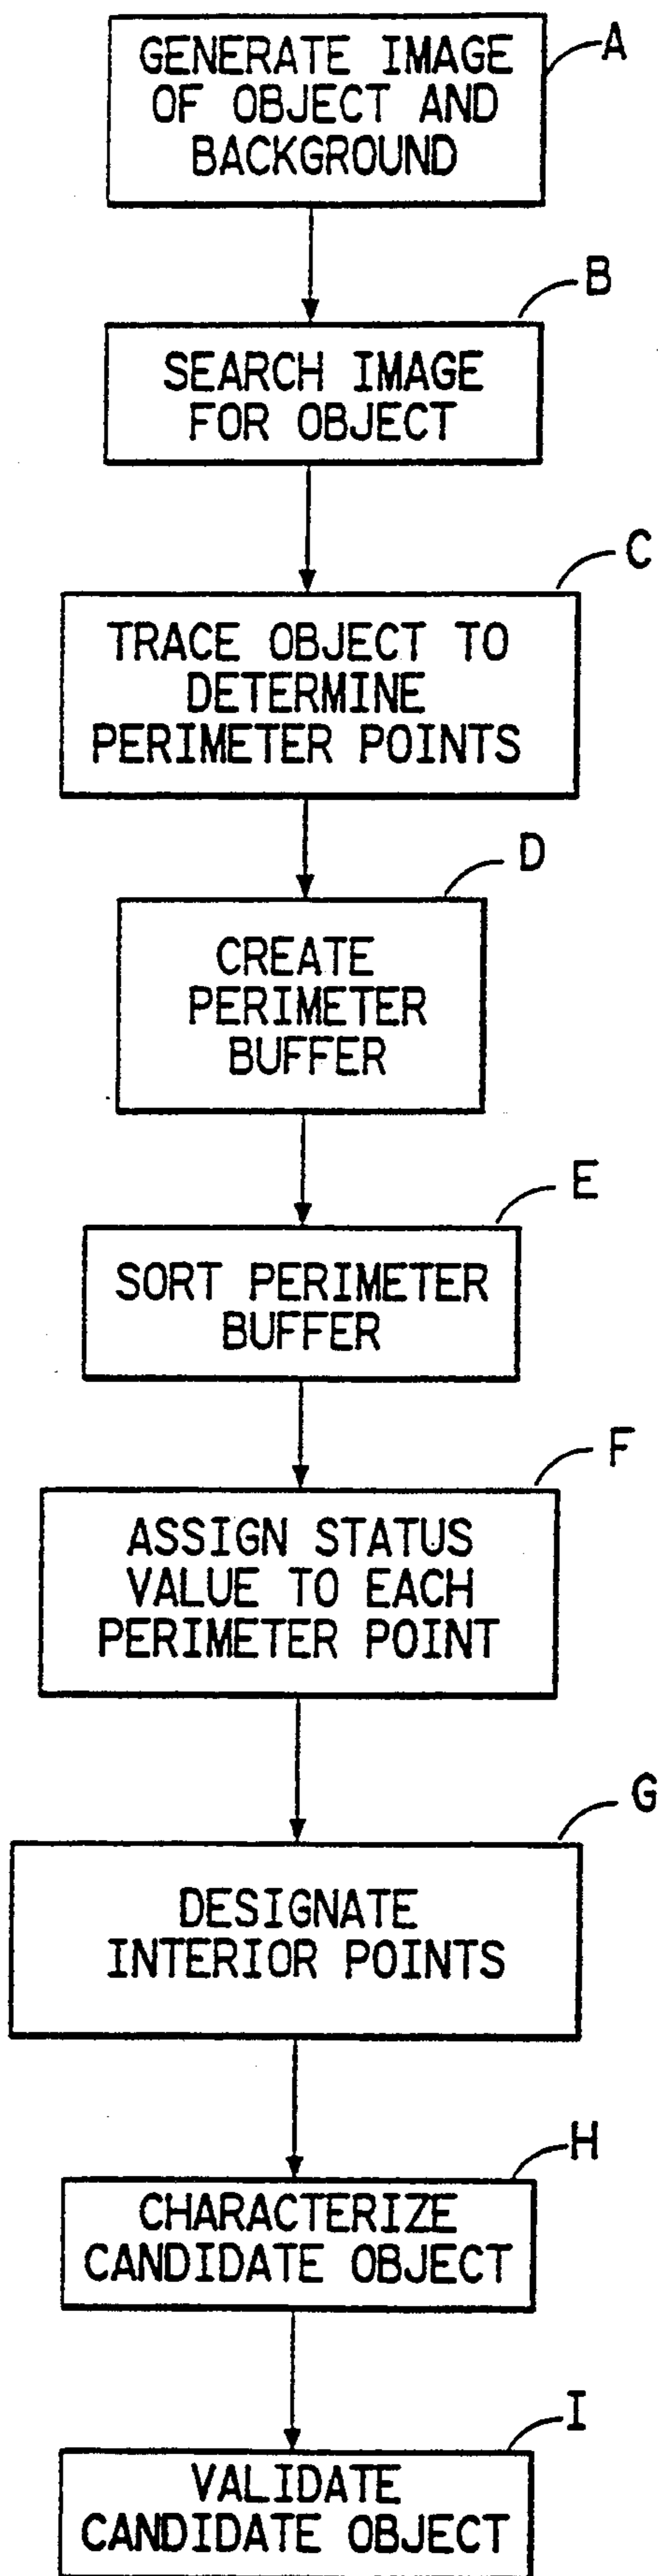 GENERATE IMAGE
OF OBJECT AND
BACKGROUND
A
SEARCH IMAGE
FOR OBJECT
B
TRACE OBJECT TO
DETERMINE
PERIMETER POINTS
C
CREATE
PERIMETER
BUFFER
D
SORT PERIMETER
BUFFER
E
ASSIGN STATUS
VALUE TO EACH
PERIMETER POINT
F
DESIGNATE
INTERIOR POINTS
G
CHARACTERIZE
CANDIDATE OBJECT
H
VALIDATE
CANDIDATE OBJECT
I